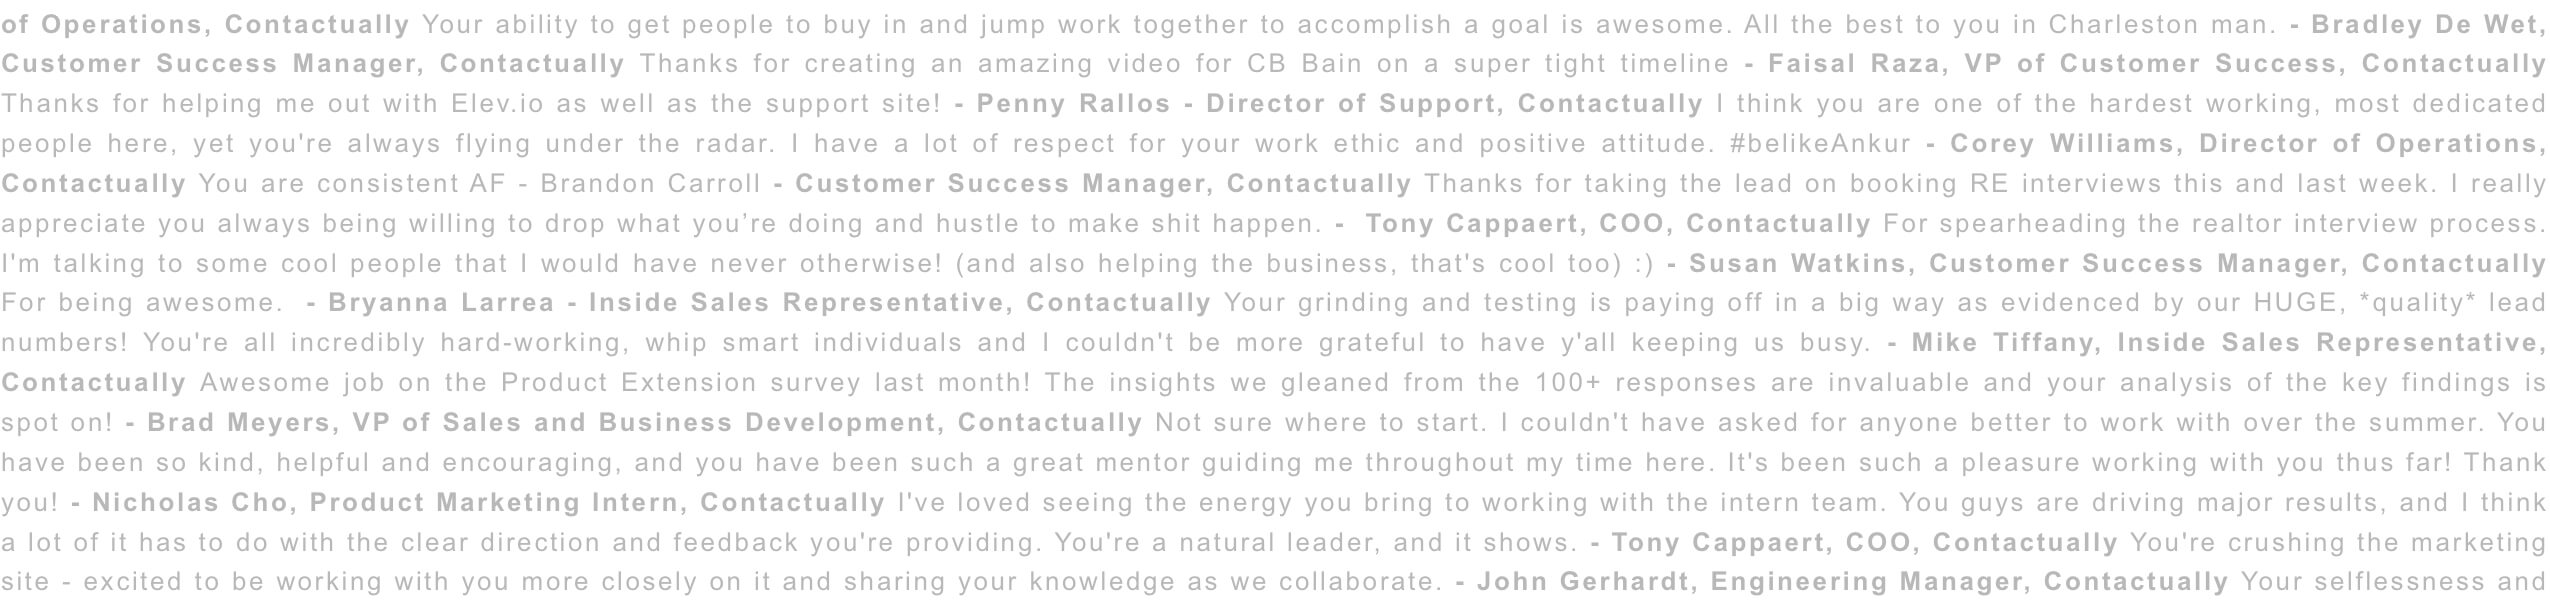 of Operations, Contactually Your ability to get people to buy in and jump work together to accomplish a goal is awesome. All the best to you in Charleston man. - Bradley De Wet,
Customer Success Manager, Contactually Thanks for creating an amazing video for CB Bain on a super tight timeline - Faisal Raza, VP of Customer Success, Contactually
Thanks for helping me out with Elev.io as well as the support site! - Penny Rallos - Director of Support, Contactually I think you are one of the hardest working, most dedicated
people here, yet you're always flying under the radar. I have a lot of respect for your work ethic and positive attitude. #belikeAnkur - Corey Williams, Director of Operations,
Contactually You are consistent AF - Brandon Carroll - Customer Success Manager, Contactually Thanks for taking the lead on booking RE interviews this and last week. I really
appreciate you always being willing to drop what you’re doing and hustle to make shit happen. - Tony Cappaert, COO, Contactually For spearheading the realtor interview process.
I'm talking to some cool people that I would have never otherwise! (and also helping the business, that's cool too) :) - Susan Watkins, Customer Success Manager, Contactually
For being awesome. - Bryanna Larrea - Inside Sales Representative, Contactually Your grinding and testing is paying off in a big way as evidenced by our HUGE, *quality* lead
numbers! You're all incredibly hard-working, whip smart individuals and I couldn't be more grateful to have y'all keeping us busy. - Mike Tiffany, Inside Sales Representative,
Contactually Awesome job on the Product Extension survey last month! The insights we gleaned from the 100+ responses are invaluable and your analysis of the key findings is
spot on! - Brad Meyers, VP of Sales and Business Development, Contactually Not sure where to start. I couldn't have asked for anyone better to work with over the summer. You
have been so kind, helpful and encouraging, and you have been such a great mentor guiding me throughout my time here. It's been such a pleasure working with you thus far! Thank
you! - Nicholas Cho, Product Marketing Intern, Contactually I've loved seeing the energy you bring to working with the intern team. You guys are driving major results, and I think
a lot of it has to do with the clear direction and feedback you're providing. You're a natural leader, and it shows. - Tony Cappaert, COO, Contactually You're crushing the marketing
site - excited to be working with you more closely on it and sharing your knowledge as we collaborate. - John Gerhardt, Engineering Manager, Contactually Your selflessness and